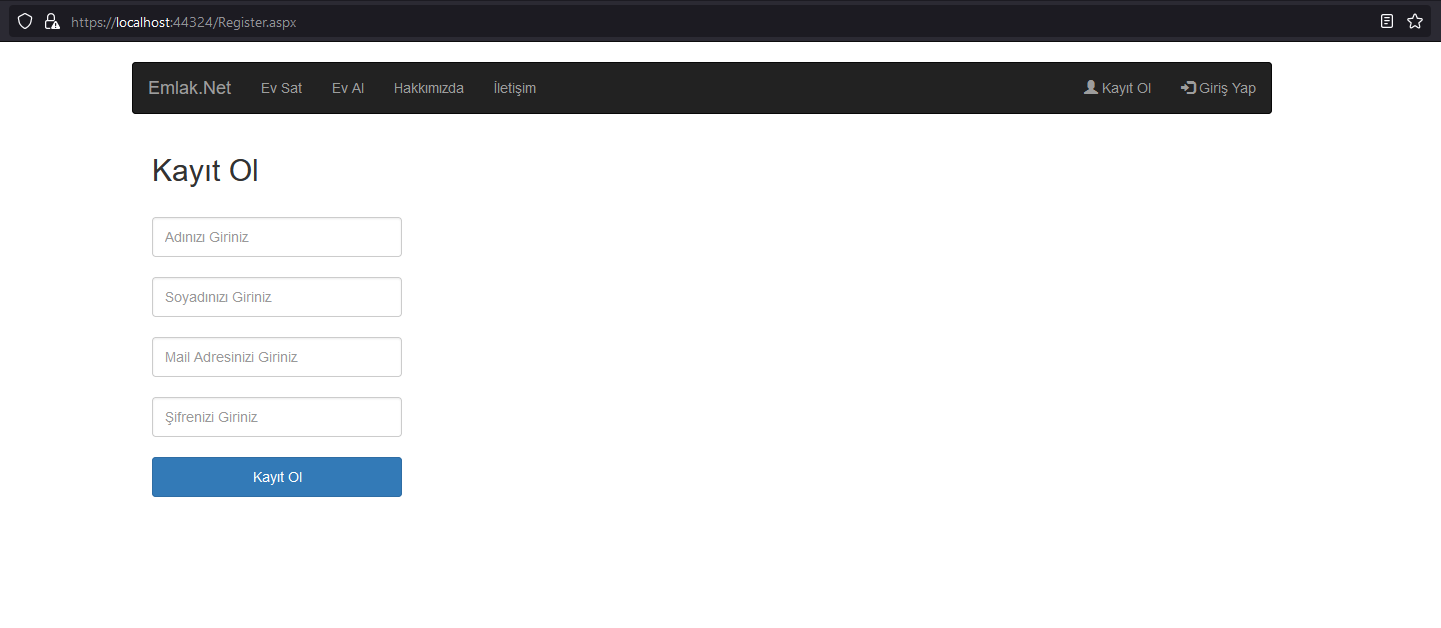 https://localhost:44324/Register.aspx
Emlak.Net Ev Sat Ev Al Hakkımızda İletişim Kayıt Ol Giriş Yap
Kayıt Ol
Adınızı Giriniz
Soyadınızı Giriniz
Mail Adresinizi Giriniz
Şifrenizi Giriniz
Kayıt Ol